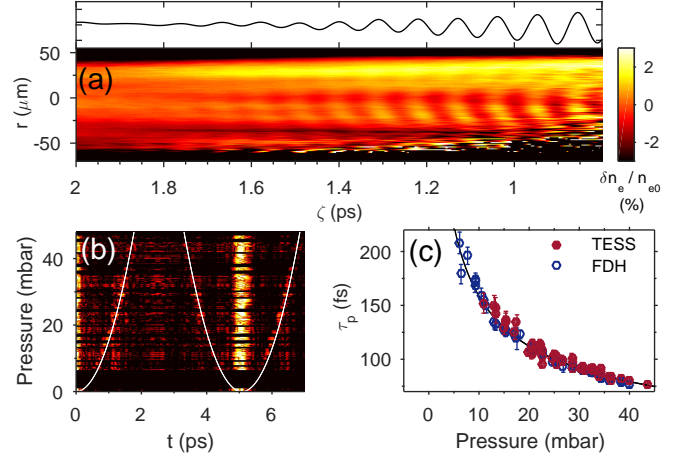 50
0
-50
r (μm)
(a)
2
1.8
1.6
1.4
1.2
1
ζ (ps)
2
0
-2
δn_e / n_e0
(%)
(b)
40
20
0
Pressure (mbar)
0
2
4
6
t (ps)
(c)
TESS
FDH
200
150
100
τ_p (fs)
0
10
20
30
40
Pressure (mbar)